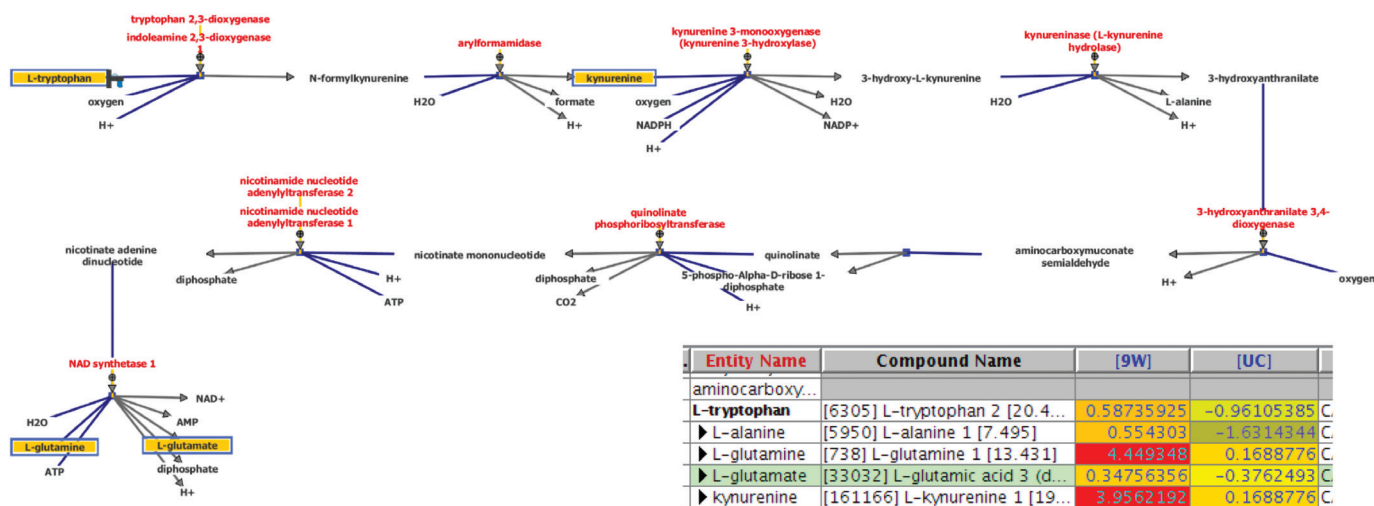 tryptophan 2,3-dioxygenase
indoleamine 2,3-dioxygenase
1
L-tryptophan
oxygen
H+
N-formylkynurenine
arylformamidase
H2O
formate
H+
kynurenine
kynurenine 3-monooxygenase
(kynurenine 3-hydroxylase)
oxygen
NADPH
H+
H2O
NADP+
3-hydroxy-L-kynurenine
kynureninase (L-kynurenine
hydrolase)
H2O
L-alanine
H+
3-hydroxyanthranilate
3-hydroxyanthranilate 3,4-
dioxygenase
oxygen
H+
aminocarboxymuconate
semialdehyde
quinolinate
quinolinate
phosphoribosyltransferase
5-phospho-Alpha-D-ribose 1-
diphosphate
H+
diphosphate
CO2
nicotinate mononucleotide
nicotinamide nucleotide
adenylyltransferase 2
nicotinamide nucleotide
adenylyltransferase 1
H+
ATP
diphosphate
nicotinate adenine
dinucleotide
NAD synthetase 1
H2O
L-glutamine
ATP
NAD+
AMP
L-glutamate
diphosphate
H+
. Entity Name Compound Name [9W] [UC]
aminocarboxy...
L-tryptophan [6305] L-tryptophan 2 [20.4... 0.58735925 -0.96105385
L-alanine [5950] L-alanine 1 [7.495] 0.554303 -1.6314344
L-glutamine [738] L-glutamine 1 [13.431] 4.449348 0.1688776
L-glutamate [33032] L-glutamic acid 3 (d... 0.34756356 -0.3762493
kynurenine [161166] L-kynurenine 1 [19... 3.9562192 0.1688776